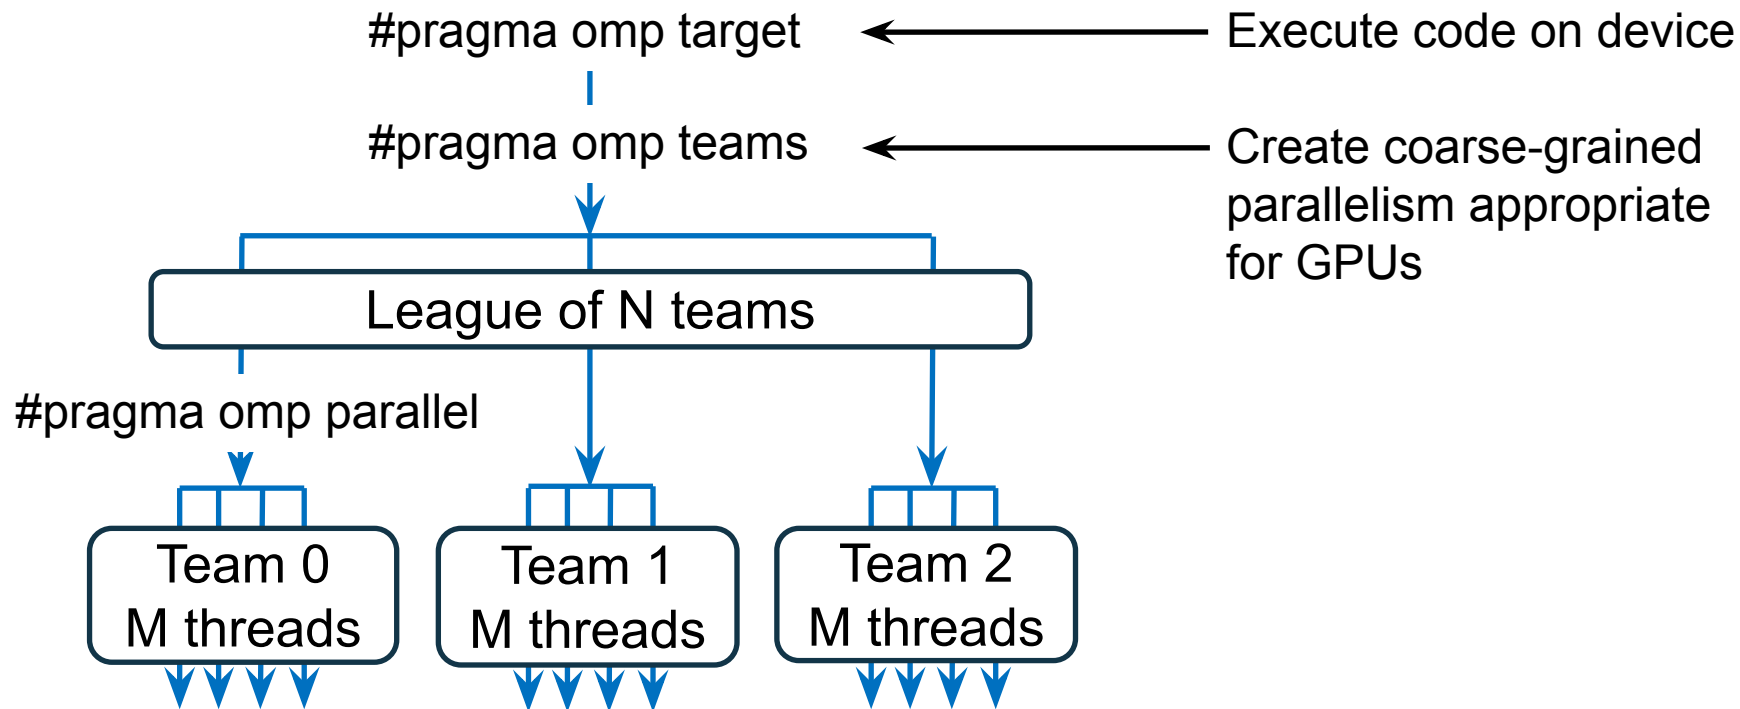 #pragma omp target
Execute code on device
#pragma omp teams
Create coarse-grained
parallelism appropriate
for GPUs
League of N teams
#pragma omp parallel
Team 0
M threads
Team 1
M threads
Team 2
M threads